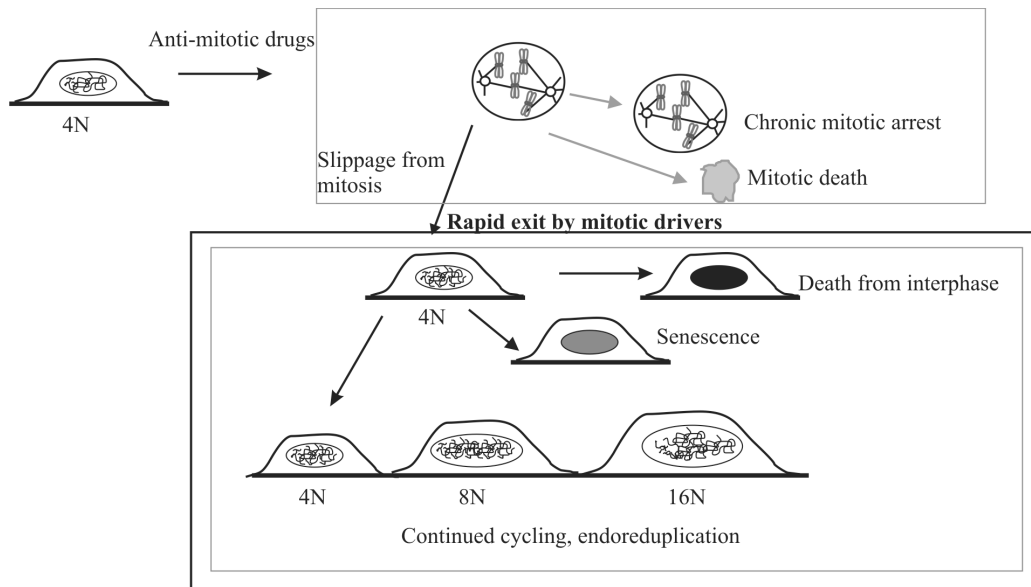 Anti-mitotic drugs
4N
Chronic mitotic arrest
Slippage from
mitosis
Mitotic death
Rapid exit by mitotic drivers
4N
Death from interphase
Senescence
4N
8N
16N
Continued cycling, endoreduplication